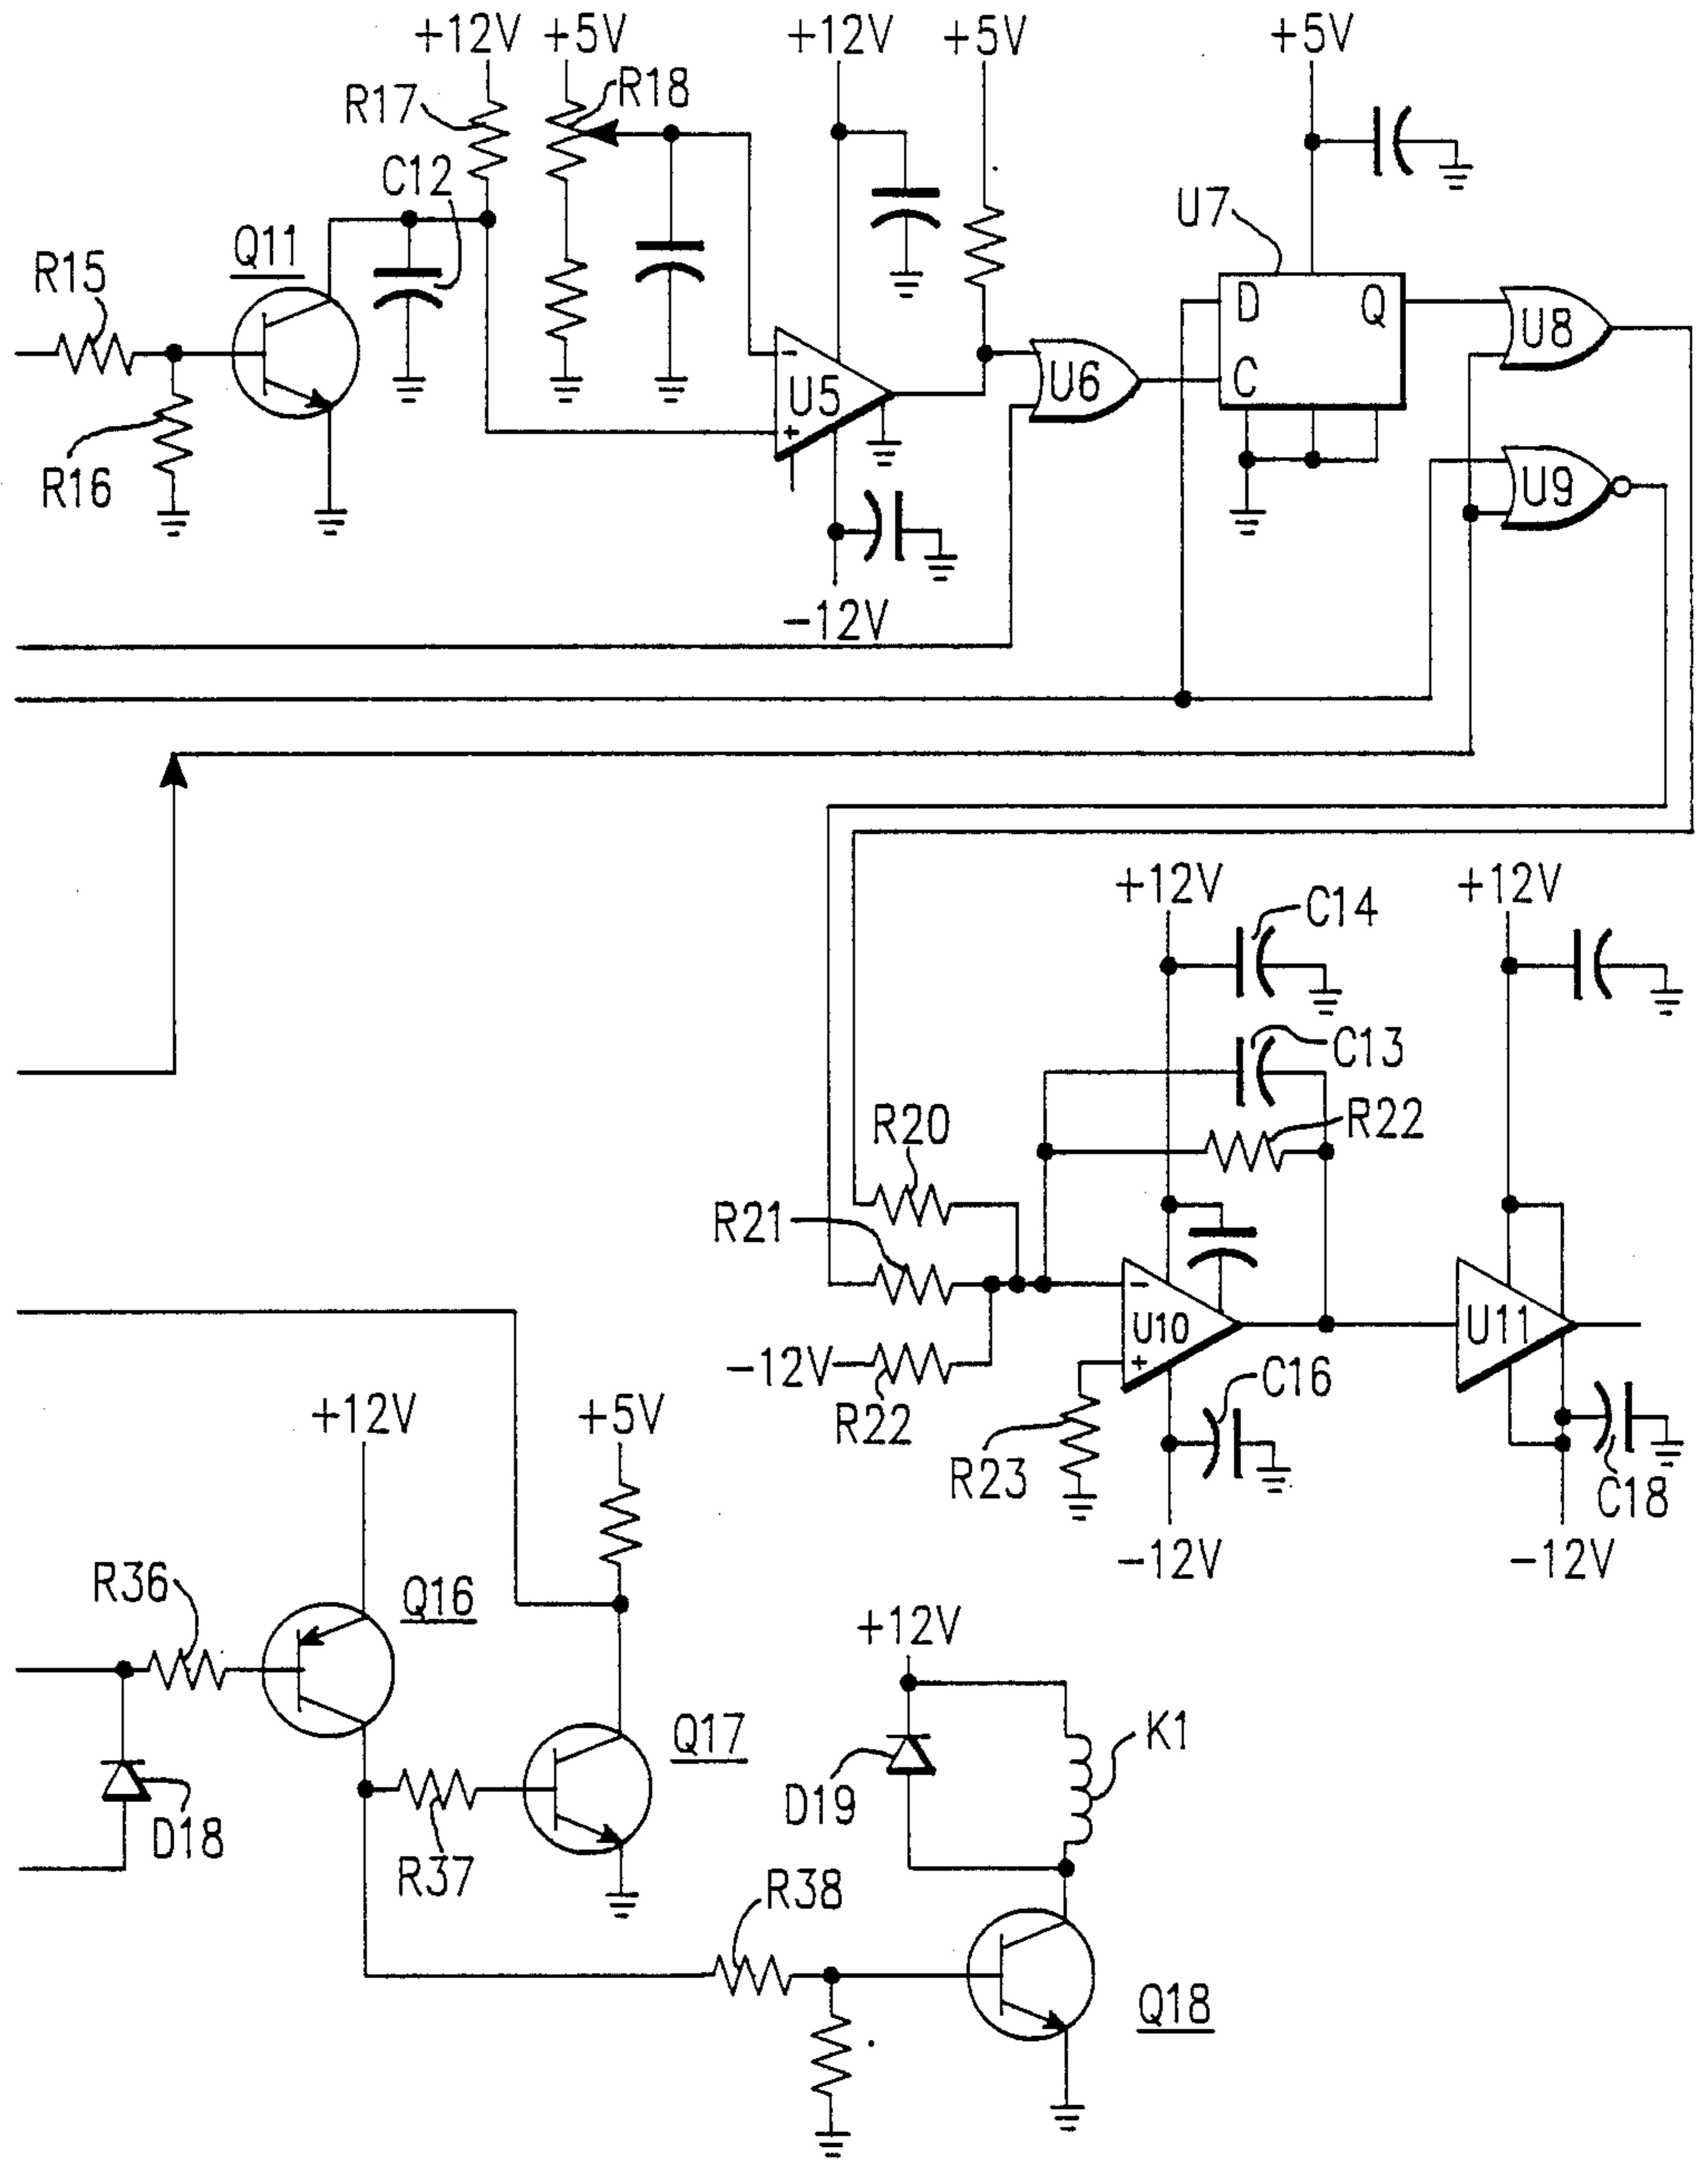 +12V +5V +12V +5V +5V
R17 R18
C12
U7
Q11
R15
D Q
U8
- U5 +
U6
C
R16
U9
-12V
+12V +12V
C14
C13
R22
R20
R21
- U10 +
U11
-12V
R22
C16
R23
C18
-12V -12V
+12V +5V
R36
Q16
+12V
Q17
K1
D19
D18
R37
R38
Q18